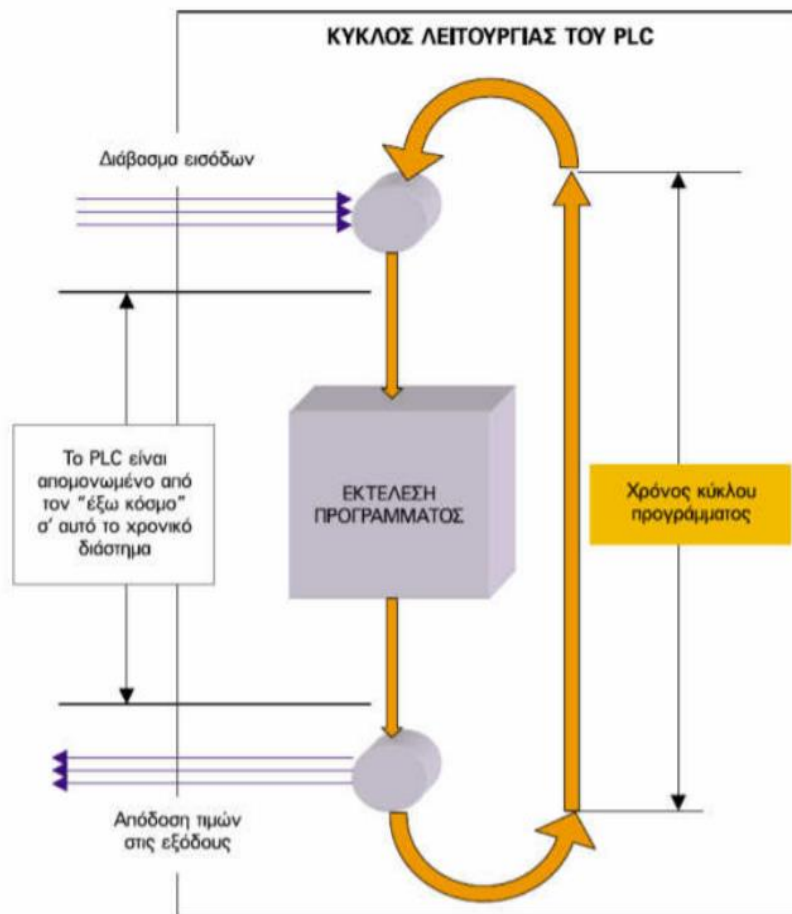 ΚΥΚΛΟΣ ΛΕΙΤΟΥΡΓΙΑΣ ΤΟΥ PLC
Διάβασμα εισόδων
Το PLC είναι
απομονωμένο από
τον "έξω κόσμο"
σ' αυτό το χρονικό
διάστημα
ΕΚΤΕΛΕΣΗ
ΠΡΟΓΡΑΜΜΑΤΟΣ
Χρόνος κύκλου
προγράμματος
Απόδοση τιμών
στις εξόδους